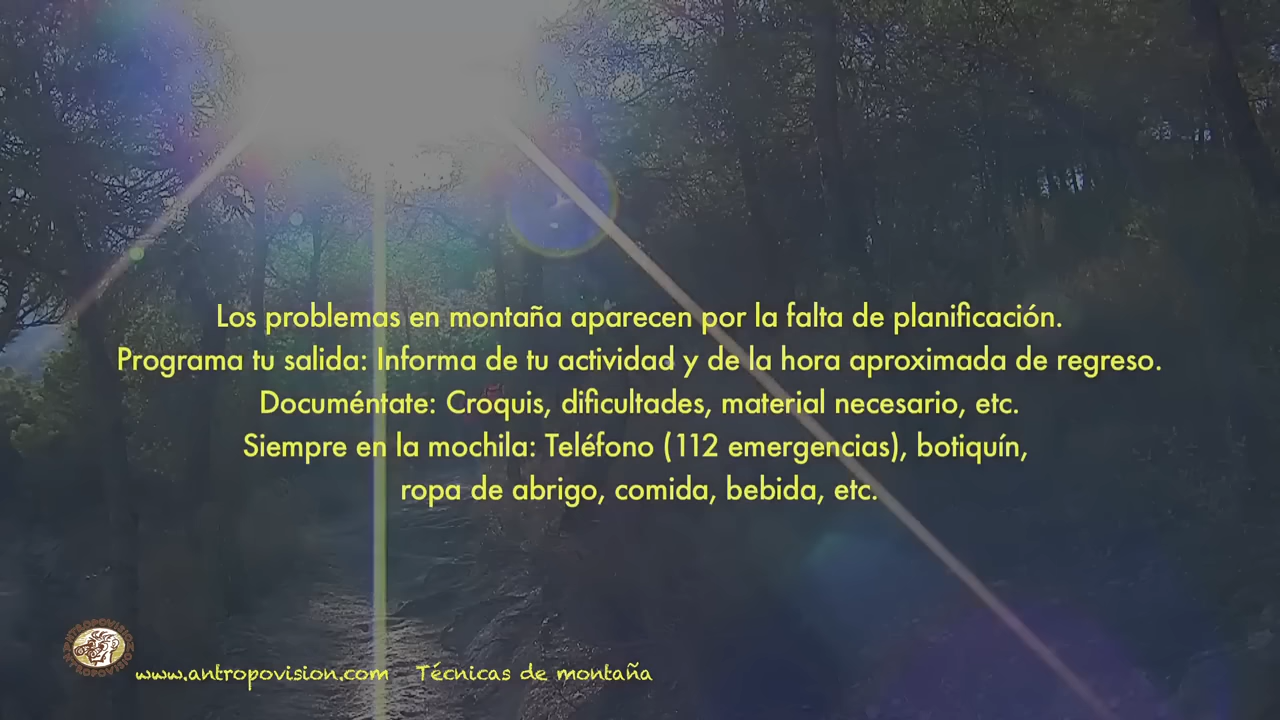 Los problemas en montaña aparecen por la falta de planificación.
Programa tu salida: Informa de tu actividad y de la hora aproximada de regreso.
Documéntate: Croquis, dificultades, material necesario, etc.
Siempre en la mochila: Teléfono (112 emergencias), botiquín,
ropa de abrigo, comida, bebida, etc.
www.antropovision.com Técnicas de montaña